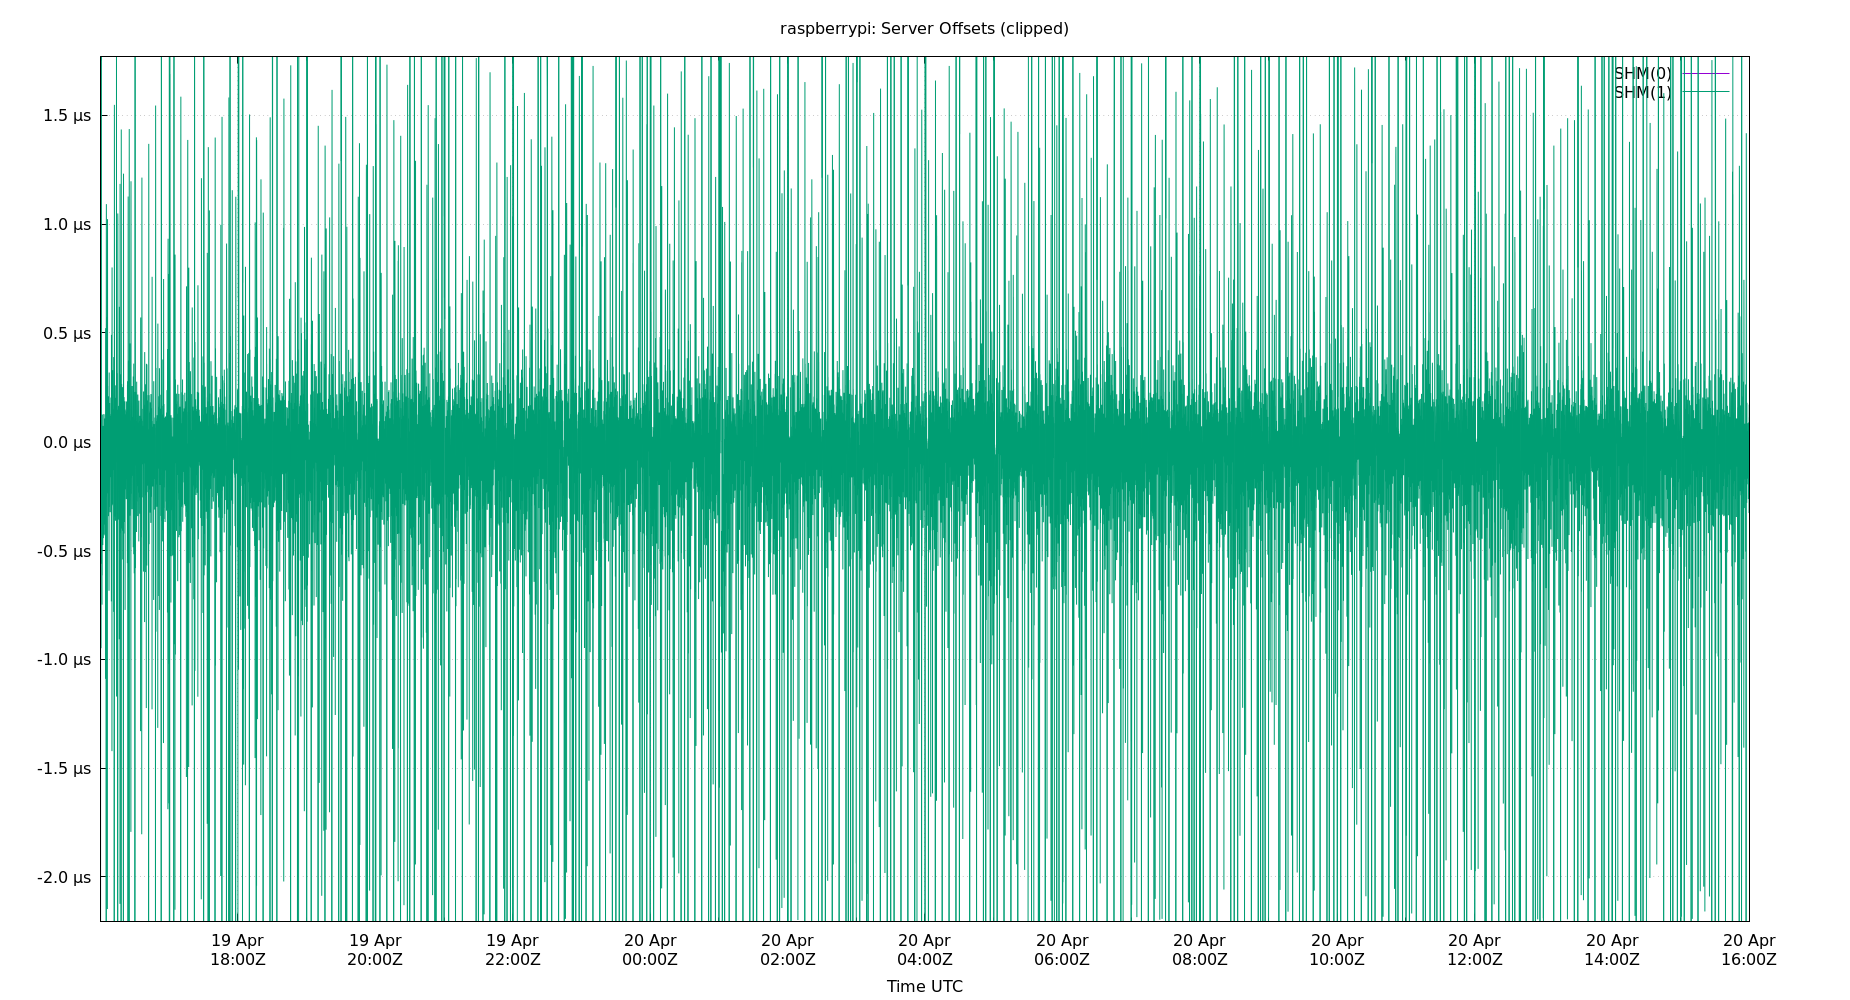 raspberrypi: Server Offsets (clipped)
SHM(0)
SHM(1)
1.5 µs
1.0 µs
0.5 µs
0.0 µs
-0.5 µs
-1.0 µs
-1.5 µs
-2.0 µs
19 Apr 19 Apr 19 Apr 20 Apr 20 Apr 20 Apr 20 Apr 20 Apr 20 Apr 20 Apr 20 Apr 20 Apr
18:00Z 20:00Z 22:00Z 00:00Z 02:00Z 04:00Z 06:00Z 08:00Z 10:00Z 12:00Z 14:00Z 16:00Z
Time UTC